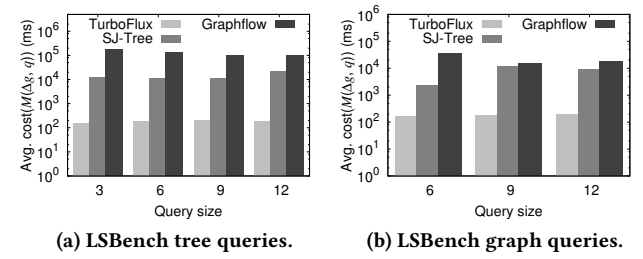 TurboFlux Graphflow
SJ-Tree
Avg. cost(M(Δg, q)) (ms)
10^6
10^5
10^4
10^3
10^2
10^1
10^0
3 6 9 12
Query size
(a) LSBench tree queries.
TurboFlux Graphflow
SJ-Tree
Avg. cost(M(Δg, q)) (ms)
10^6
10^5
10^4
10^3
10^2
10^1
10^0
6 9 12
Query size
(b) LSBench graph queries.